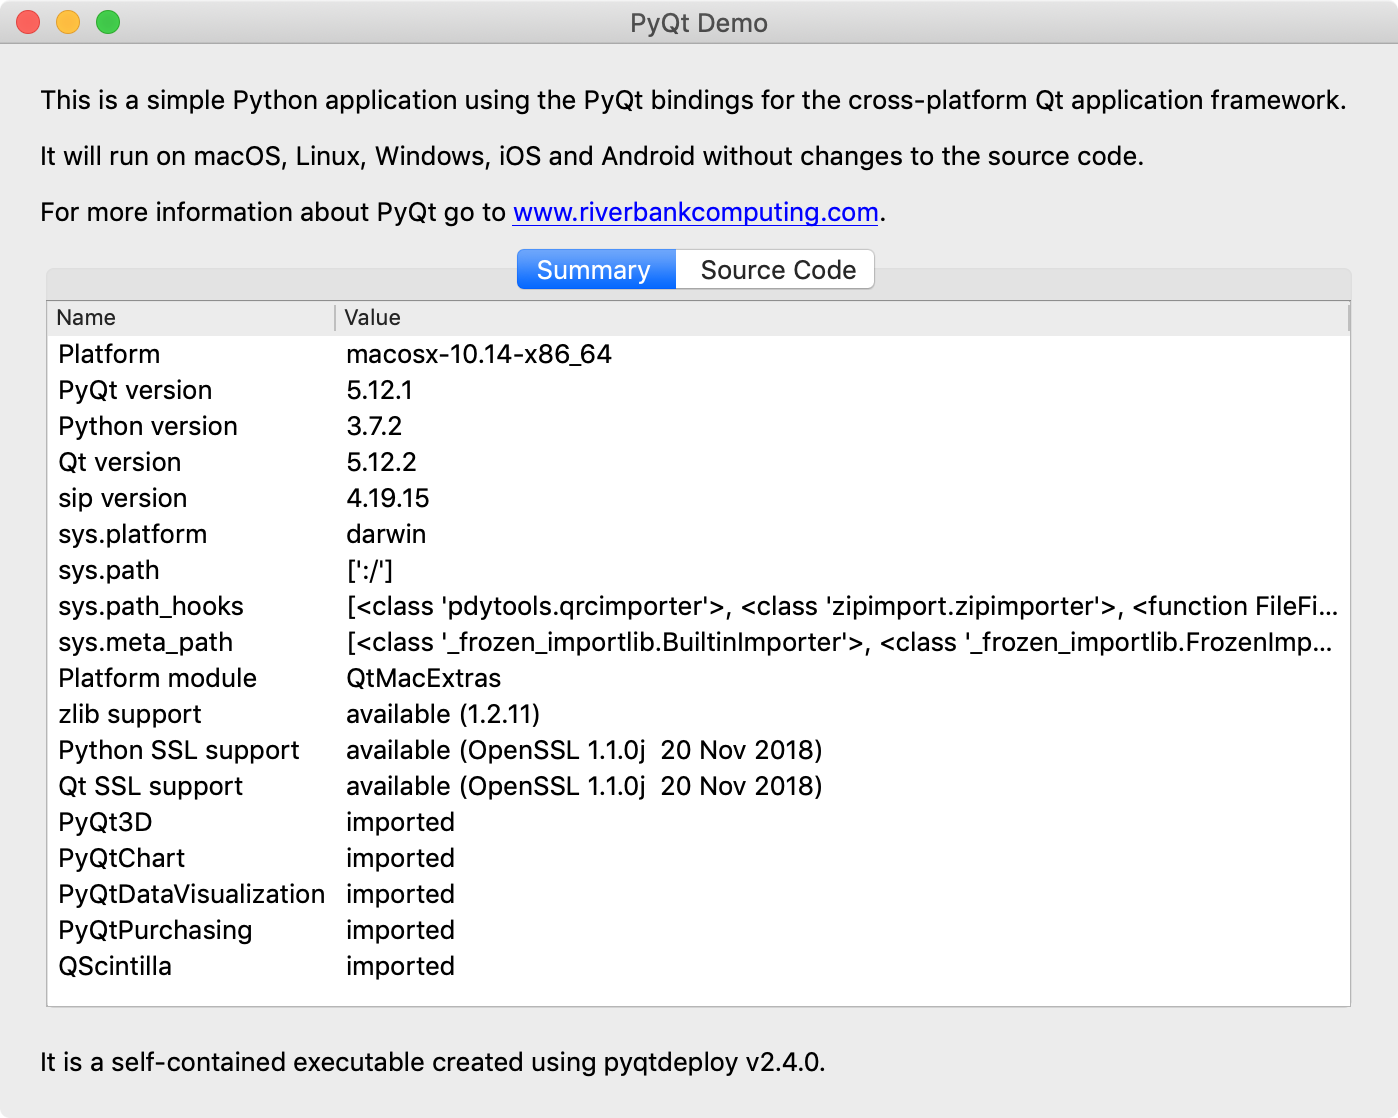 PyQt Demo
This is a simple Python application using the PyQt bindings for the cross-platform Qt application framework.
It will run on macOS, Linux, Windows, iOS and Android without changes to the source code.
For more information about PyQt go to www.riverbankcomputing.com.
Summary Source Code
Name Value
Platform macosx-10.14-x86_64
PyQt version 5.12.1
Python version 3.7.2
Qt version 5.12.2
sip version 4.19.15
sys.platform darwin
sys.path [':/']
sys.path_hooks [<class 'pdytools.qrcimporter'>, <class 'zipimport.zipimporter'>, <function FileFi...
sys.meta_path [<class '_frozen_importlib.BuiltinImporter'>, <class '_frozen_importlib.FrozenImp...
Platform module QtMacExtras
zlib support available (1.2.11)
Python SSL support available (OpenSSL 1.1.0j  20 Nov 2018)
Qt SSL support available (OpenSSL 1.1.0j  20 Nov 2018)
PyQt3D imported
PyQtChart imported
PyQtDataVisualization imported
PyQtPurchasing imported
QScintilla imported
It is a self-contained executable created using pyqtdeploy v2.4.0.